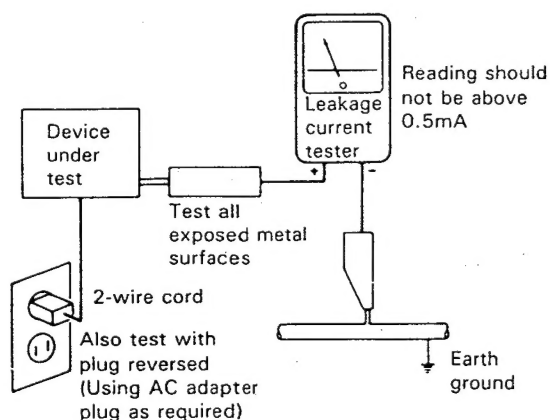 Reading should
not be above
0.5mA
Leakage
current
tester
+ -
Device
under
test
Test all
exposed metal
surfaces
2-wire cord
Also test with
plug reversed
(Using AC adapter
plug as required)
Earth
ground